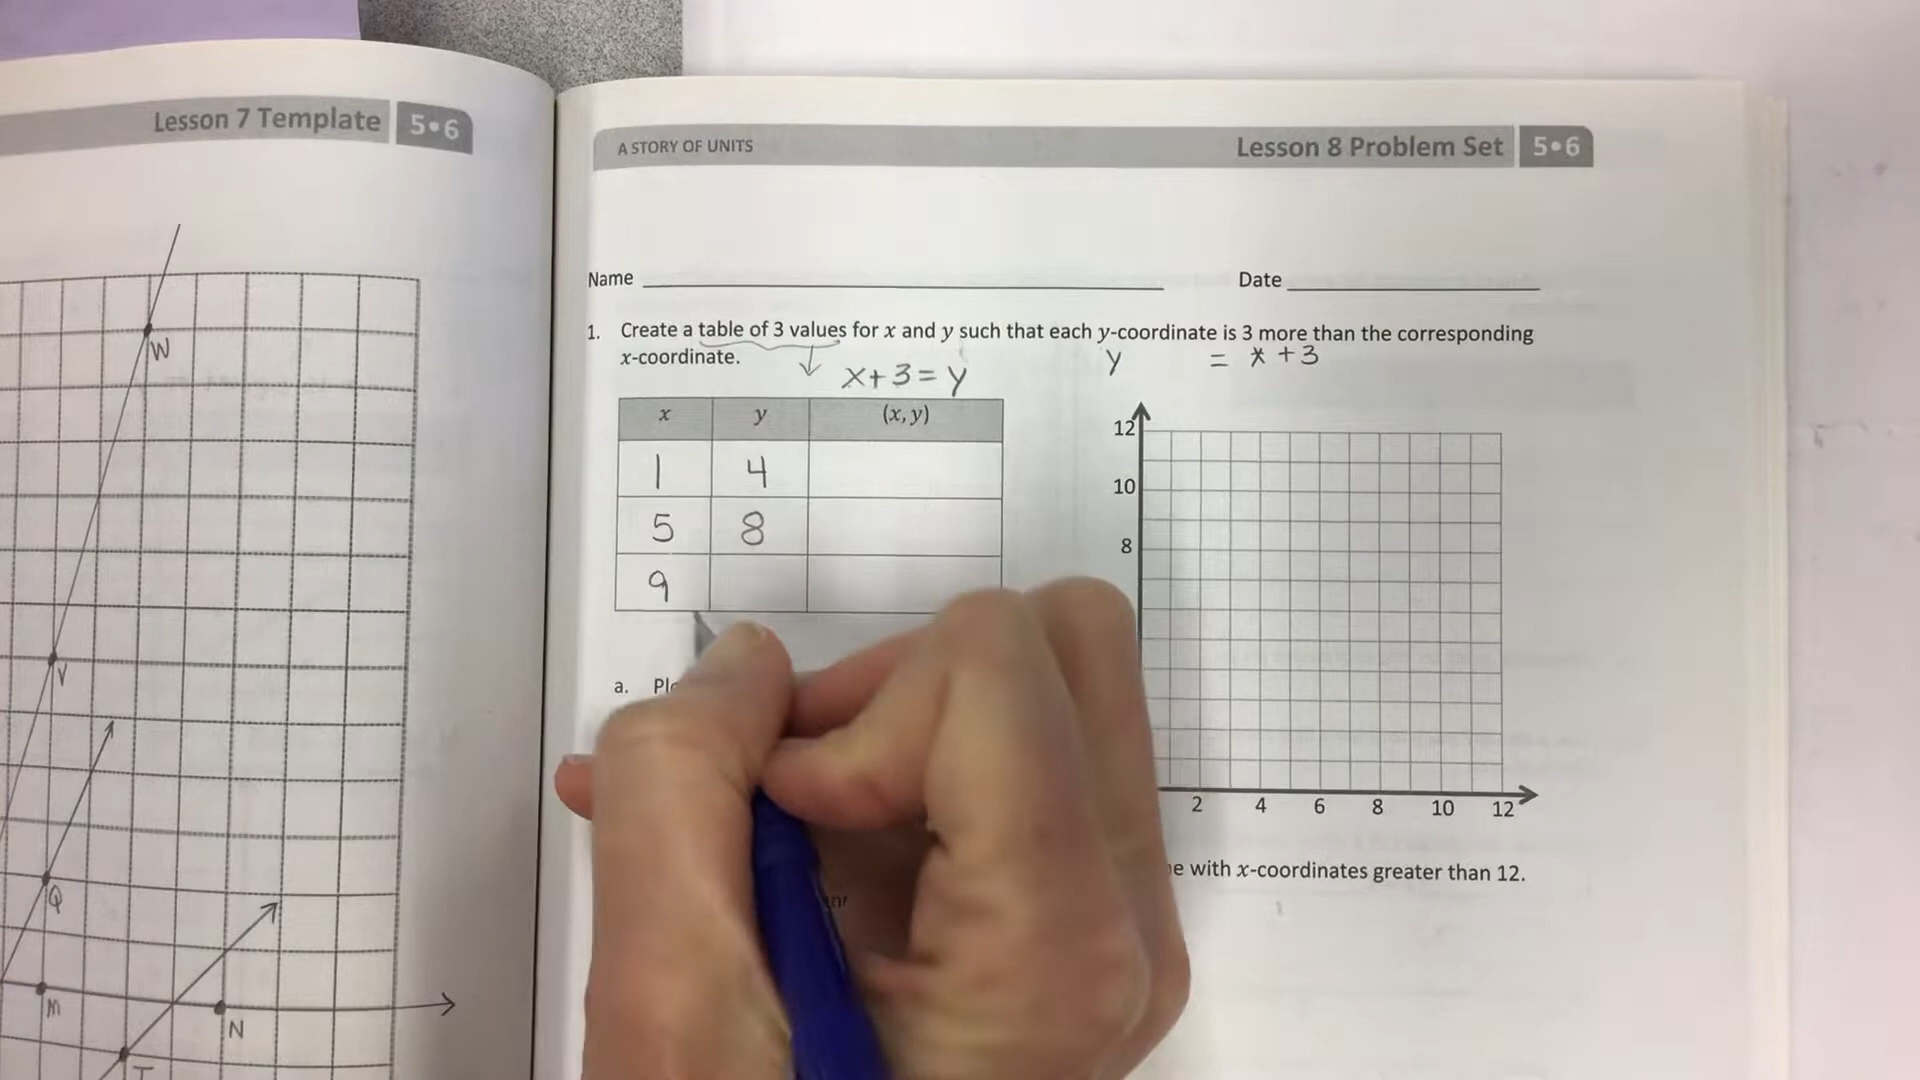 Lesson 7 Template 5•6
W
V
Q
M
N
T
A STORY OF UNITS Lesson 8 Problem Set 5•6
Name Date
1. Create a table of 3 values for x and y such that each y-coordinate is 3 more than the corresponding
x-coordinate.
x+3=y
y = x +3
x y (x, y)
1 4
5 8
9
12
10
8
2 4 6 8 10 12
a.
with x-coordinates greater than 12.